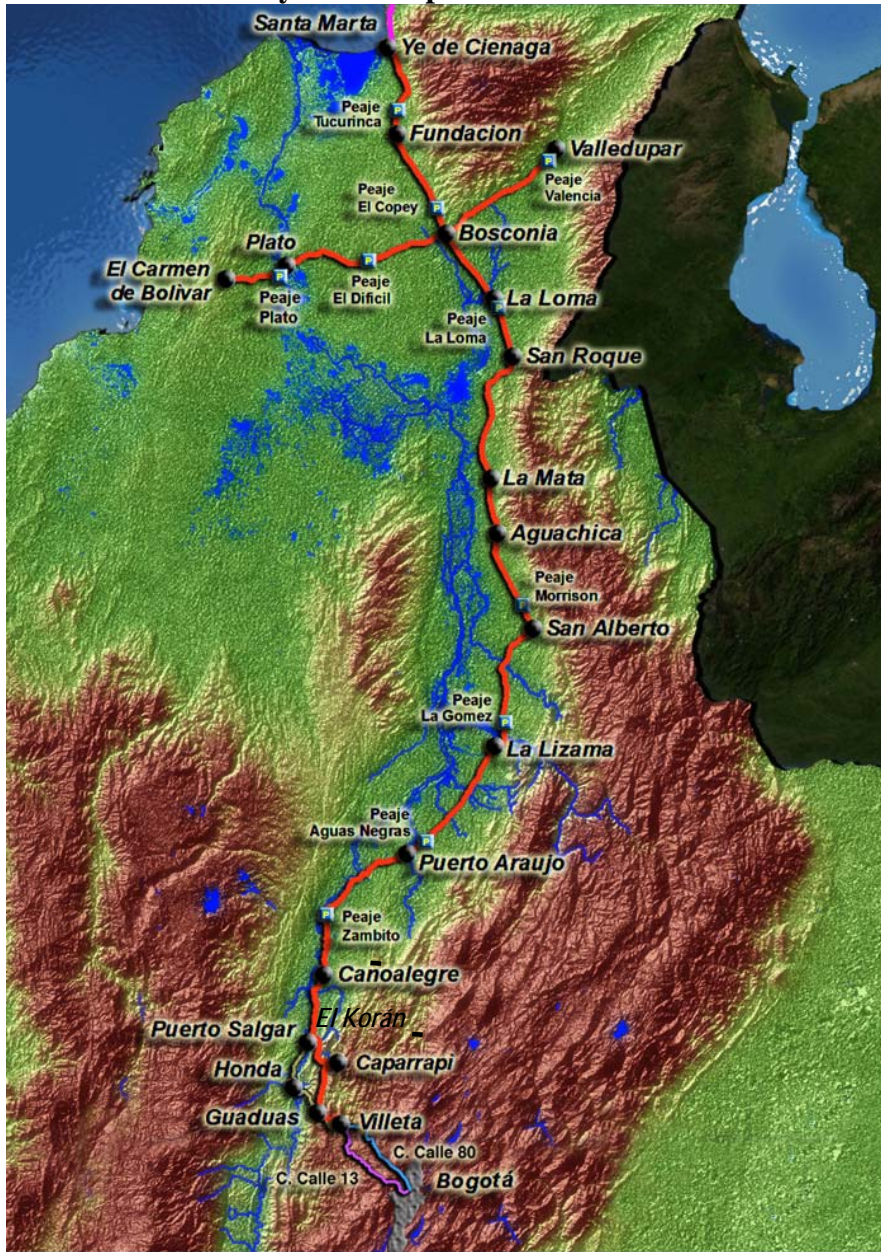 Santa Marta
Ye de Cienaga
Peaje
Tucurinca
P
Fundacion
Valledupar
P
Peaje
Valencia
Peaje
El Copey
P
Bosconia
Plato
P
El Carmen
de Bolivar
P
Peaje
Plato
Peaje
El Dificil
La Loma
P
Peaje
La Loma
San Roque
La Mata
Aguachica
Peaje
Morrison
P
San Alberto
Peaje
La Gomez
P
La Lizama
Peaje
Aguas Negras
P
Puerto Araujo
P
Peaje
Zambito
Cañoalegre
El Korán
Puerto Salgar
Caparrapi
Honda
Guaduas
Villeta
C. Calle 80
C. Calle 13
Bogotá